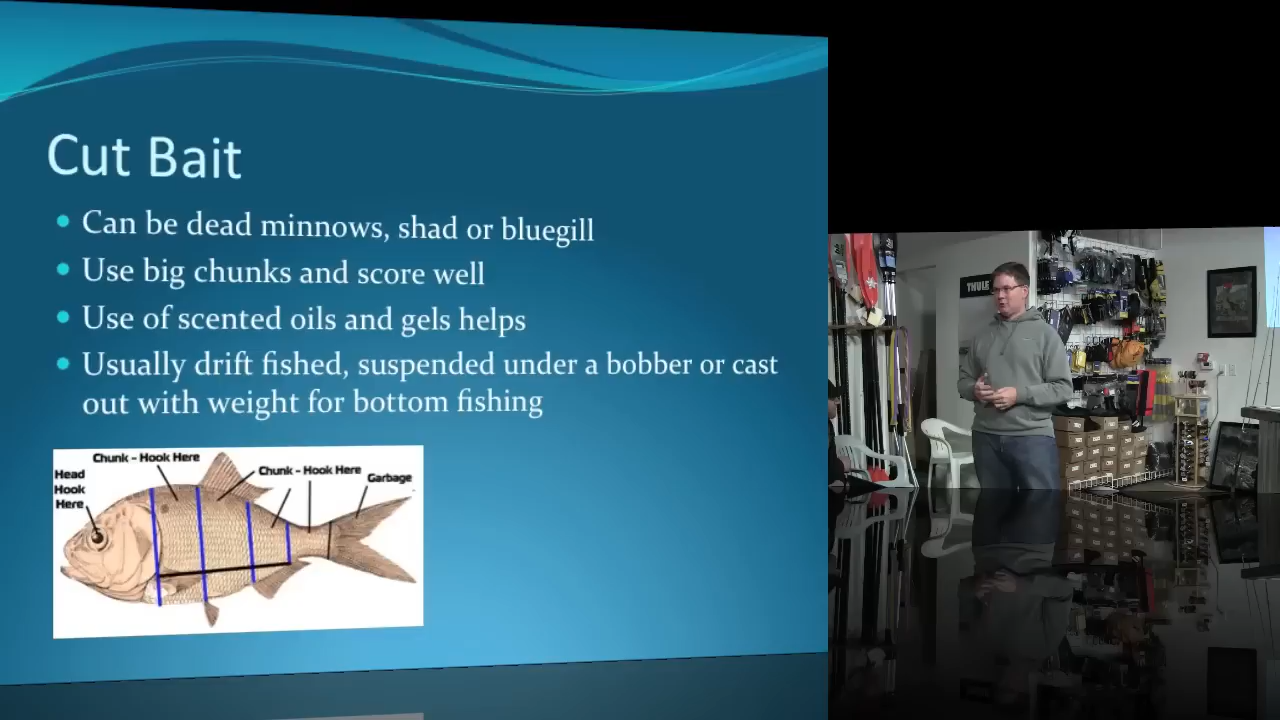 Cut Bait
Can be dead minnows, shad or bluegill
Use big chunks and score well
Use of scented oils and gels helps
Usually drift fished, suspended under a bobber or cast
out with weight for bottom fishing
Chunk - Hook Here
Chunk - Hook Here
Head
Hook
Here
Garbage
THULE